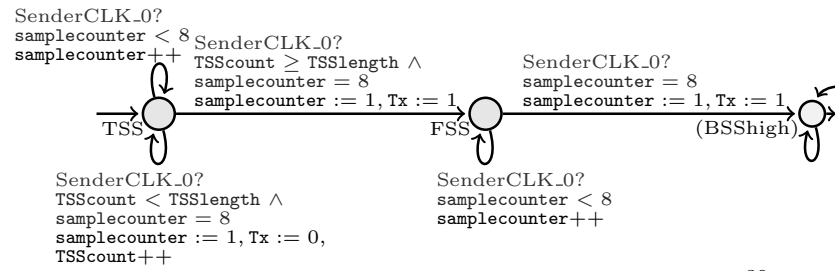 SenderCLK_0?
samplecounter < 8
samplecounter++
SenderCLK_0?
TSScount ≥ TSSlength ∧
samplecounter = 8
samplecounter := 1, Tx := 1
SenderCLK_0?
samplecounter = 8
samplecounter := 1, Tx := 1
TSS
FSS
(BSShigh)
SenderCLK_0?
TSScount < TSSlength ∧
samplecounter = 8
samplecounter := 1, Tx := 0,
TSScount++
SenderCLK_0?
samplecounter < 8
samplecounter++